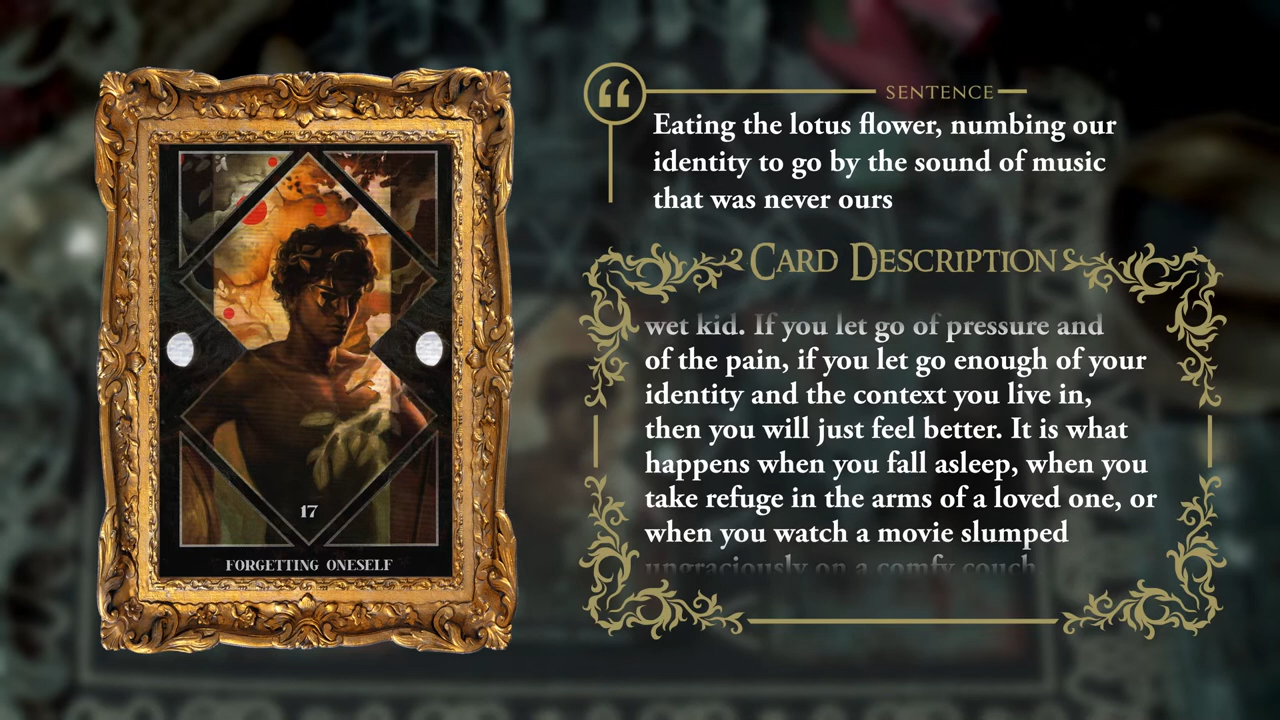 SENTENCE
Eating the lotus flower, numbing our
identity to go by the sound of music
that was never ours
CARD DESCRIPTION
wet kid. If you let go of pressure and
of the pain, if you let go enough of your
identity and the context you live in,
then you will just feel better. It is what
happens when you fall asleep, when you
take refuge in the arms of a loved one, or
when you watch a movie slumped
ungraciously on a comfy couch
17
FORGETTING ONESELF